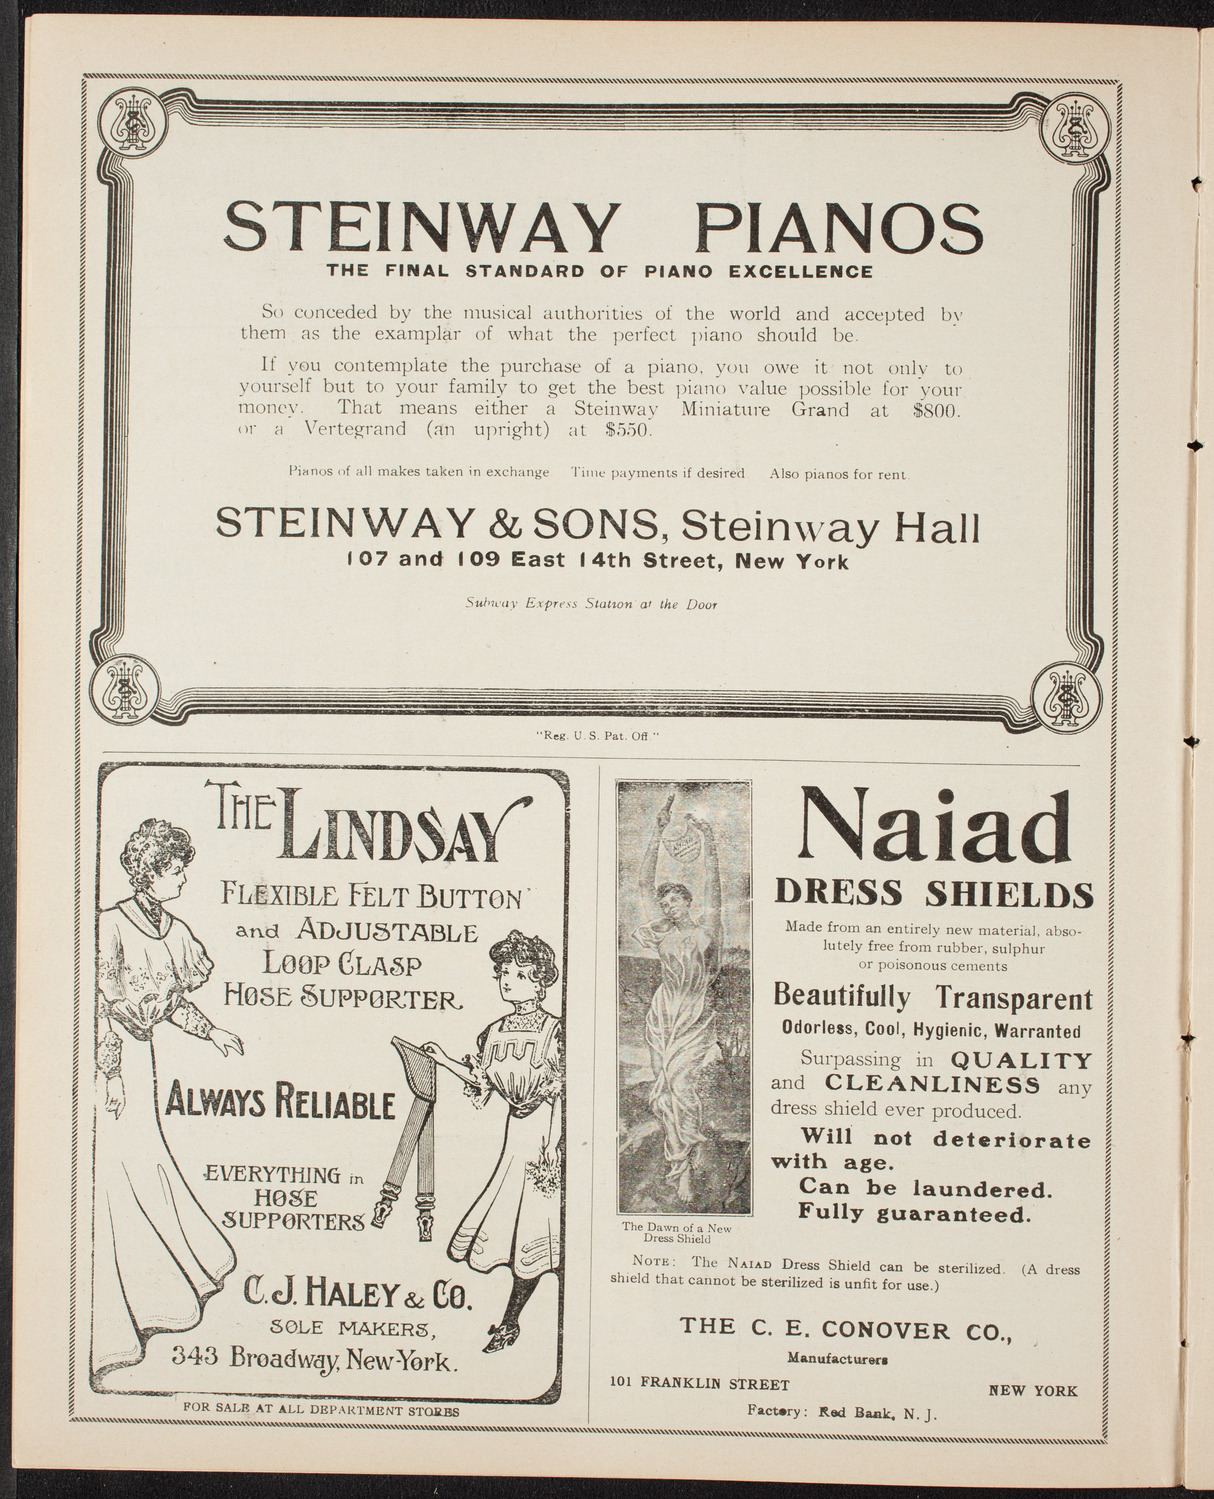 STEINWAY PIANOS
THE FINAL STANDARD OF PIANO EXCELLENCE
So conceded by the musical authorities of the world and accepted by
them as the examplar of what the perfect piano should be.
If you contemplate the purchase of a piano, you owe it not only to
yourself but to your family to get the best piano value possible for your
money. That means either a Steinway Miniature Grand at $800.
or a Vertegrand (an upright) at $550.
Pianos of all makes taken in exchange Time payments if desired Also pianos for rent.
STEINWAY & SONS, Steinway Hall
107 and 109 East 14th Street, New York
Subway Express Station at the Door
"Reg. U. S. Pat. Off."
THE LINDSAY
FLEXIBLE FELT BUTTON
and ADJUSTABLE
LOOP CLASP
HOSE SUPPORTER.
ALWAYS RELIABLE
EVERYTHING in
HOSE
SUPPORTERS
C. J. HALEY & CO.
SOLE MAKERS,
343 Broadway, New-York.
FOR SALE AT ALL DEPARTMENT STORES
Naiad
DRESS SHIELDS
Made from an entirely new material, abso-
lutely free from rubber, sulphur
or poisonous cements
Beautifully Transparent
Odorless, Cool, Hygienic, Warranted
Surpassing in QUALITY
and CLEANLINESS any
dress shield ever produced.
Will not deteriorate
with age.
Can be laundered.
Fully guaranteed.
The Dawn of a New
Dress Shield
NOTE: The NAIAD Dress Shield can be sterilized. (A dress
shield that cannot be sterilized is unfit for use.)
THE C. E. CONOVER CO.,
Manufacturers
101 FRANKLIN STREET NEW YORK
Factory: Red Bank, N. J.